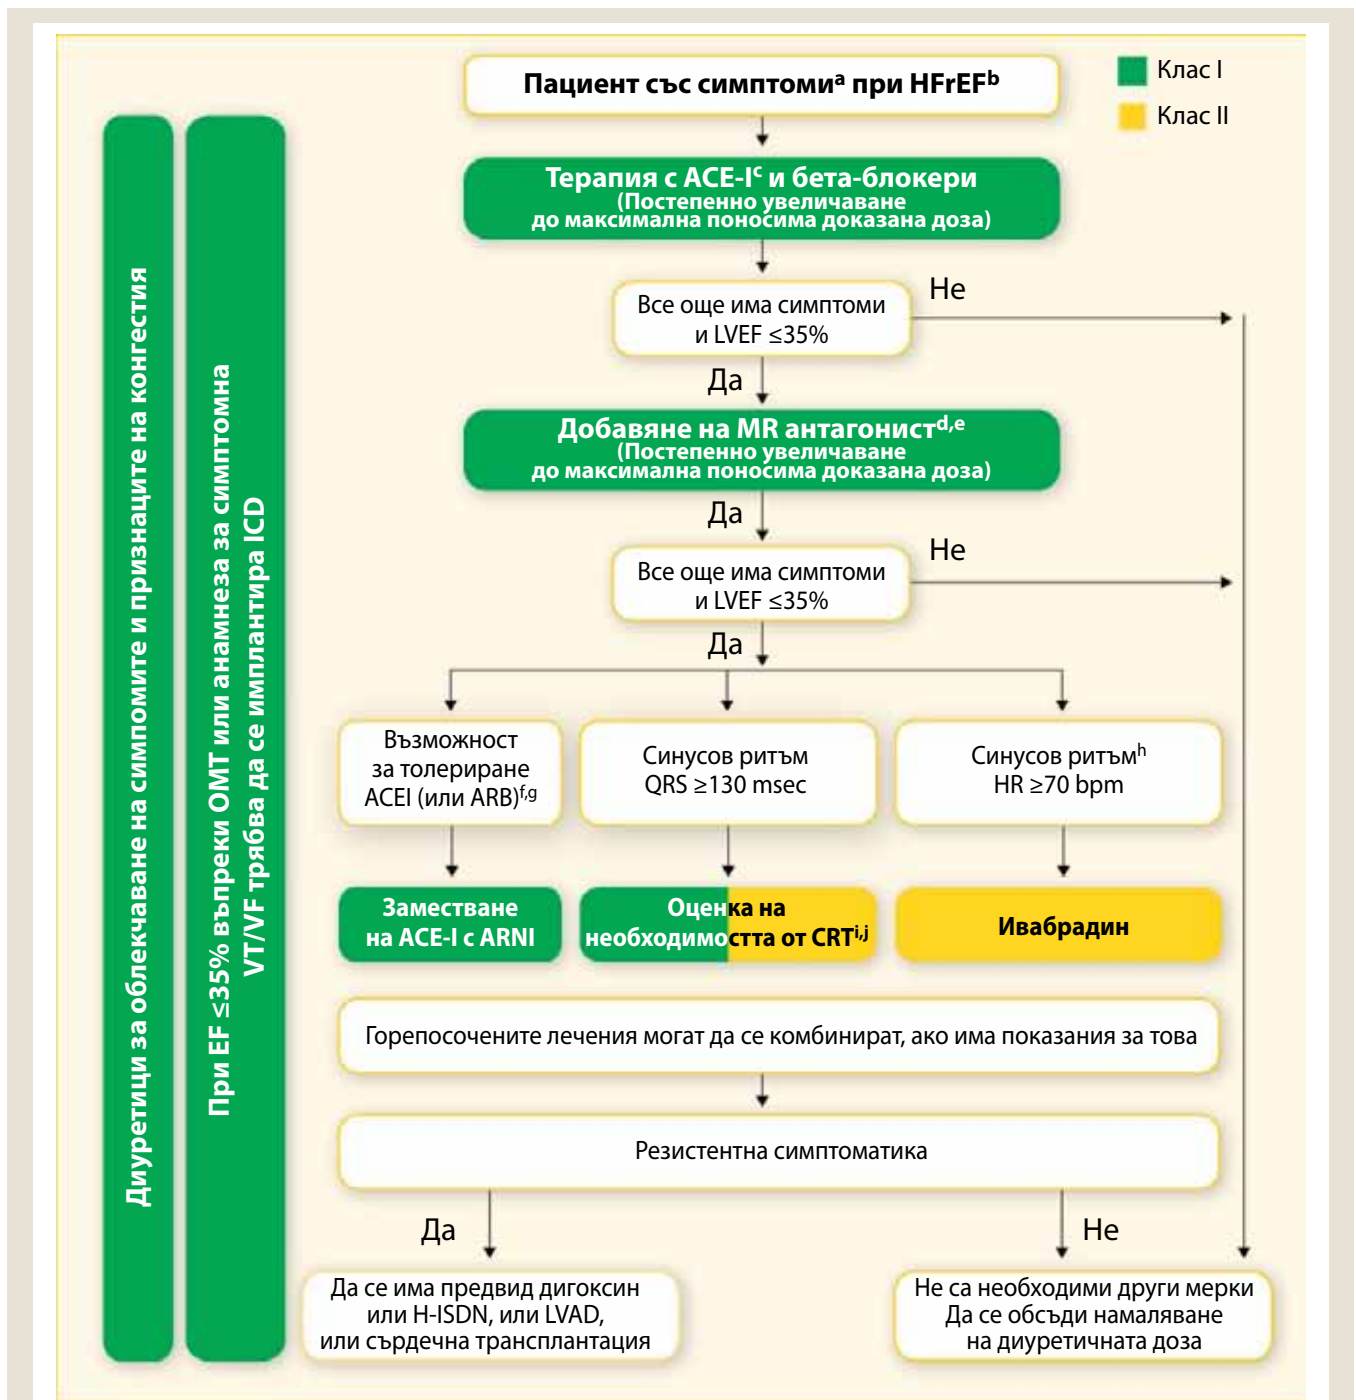 Пациент със симптомиᵃ при HFrEFᵇ
Клас I
Клас II
Диуретици за облекчаване на симпомите и признаците на конгестия
При EF ≤35% въпреки ОМТ или анамнеза за симптомна
VT/VF трябва да се имплантира ICD
Терапия с ACE-Iᶜ и бета-блокери
(Постепенно увеличаване
до максимална поносима доказана доза)
Все още има симптоми
и LVEF ≤35%
Не
Да
Добавяне на MR антагонистᵈ,ᵉ
(Постепенно увеличаване
до максимална поносима доказана доза)
Да
Все още има симптоми
и LVEF ≤35%
Не
Да
Възможност
за толериране
ACEI (или ARB)ᶠ,ᵍ
Синусов ритъм
QRS ≥130 msec
Синусов ритъмʰ
HR ≥70 bpm
Заместване
на ACE-I с ARNI
Оценка на
необходимостта от CRTⁱ,ʲ
Ивабрадин
Горепосочените лечения могат да се комбинират, ако има показания за това
Резистентна симптоматика
Да
Не
Да се има предвид дигоксин
или H-ISDN, или LVAD,
или сърдечна трансплантация
Не са необходими други мерки
Да се обсъди намаляване
на диуретичната доза